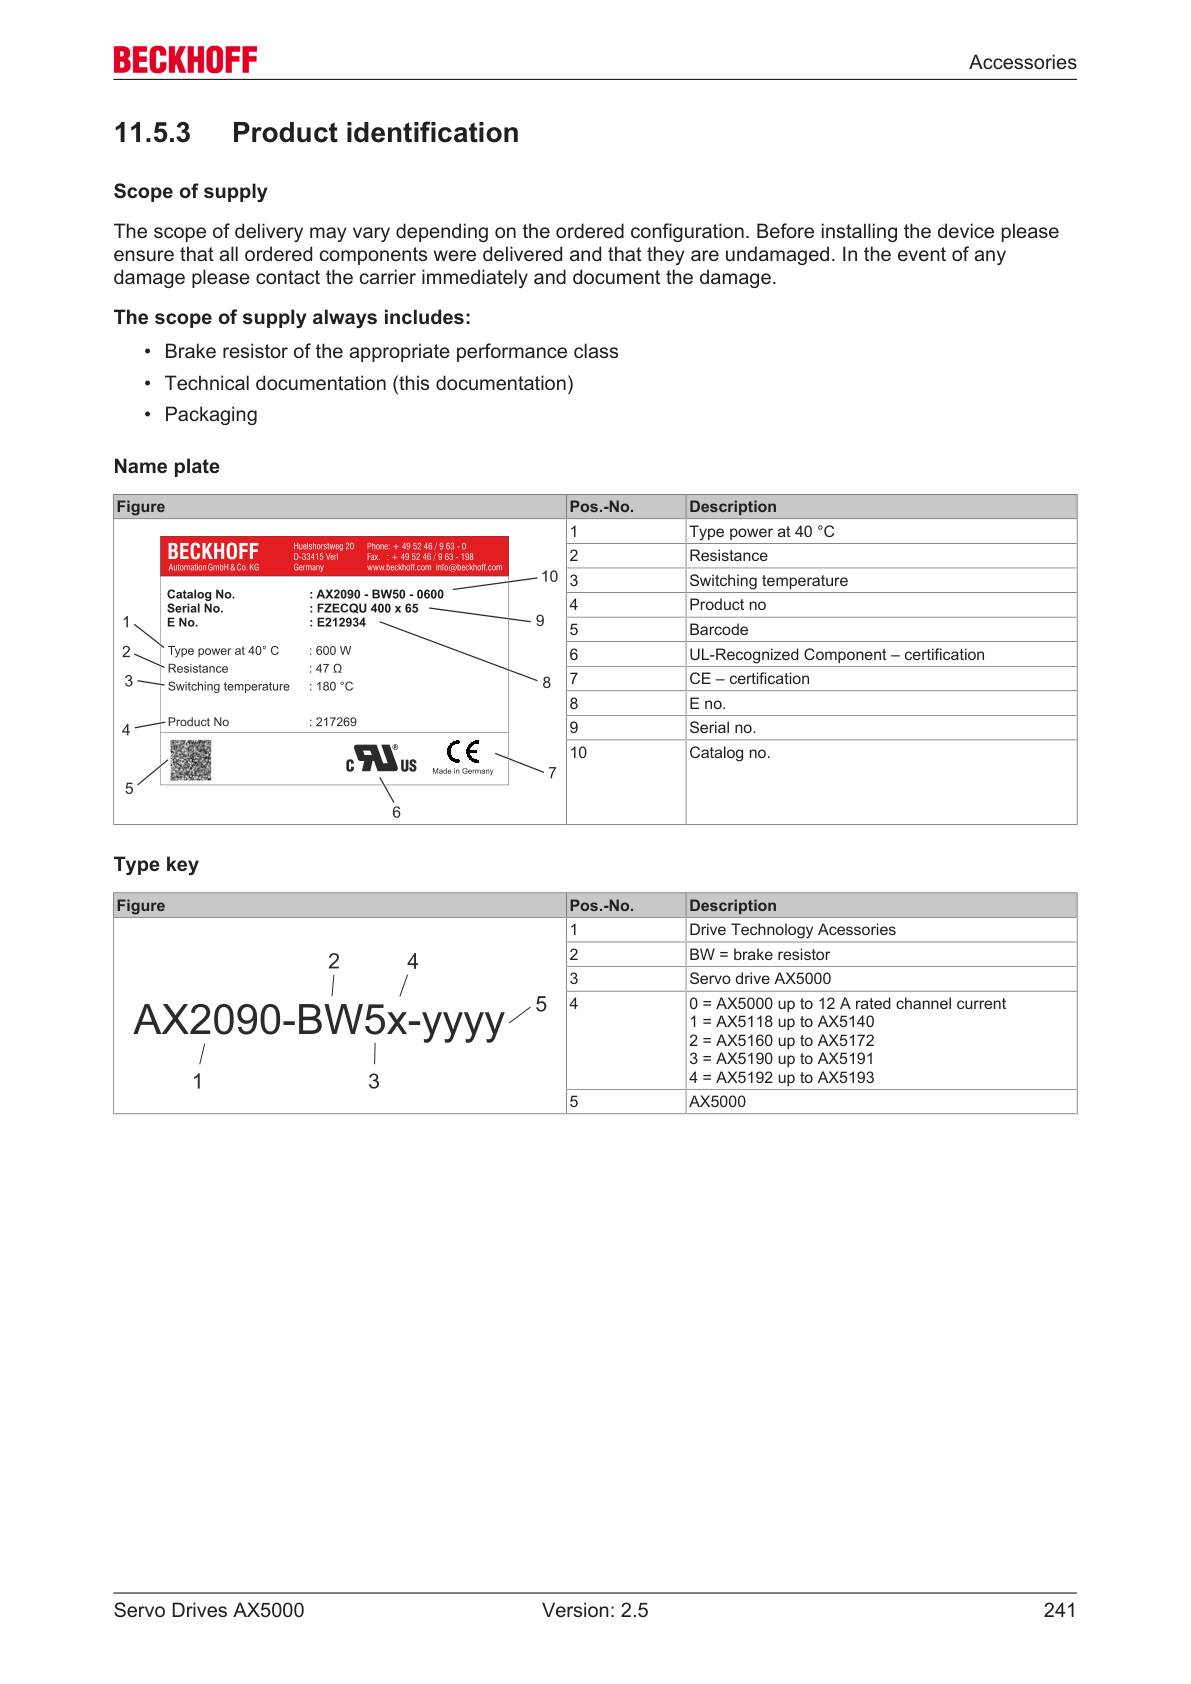 BECKHOFF
Accessories
11.5.3 Product identification
Scope of supply
The scope of delivery may vary depending on the ordered configuration. Before installing the device please
ensure that all ordered components were delivered and that they are undamaged. In the event of any
damage please contact the carrier immediately and document the damage.
The scope of supply always includes:
• Brake resistor of the appropriate performance class
• Technical documentation (this documentation)
• Packaging
Name plate
Figure Pos.-No. Description
BECKHOFF
Automation GmbH & Co. KG
Huelshorstweg 20
D-33415 Verl
Germany
Phone: + 49 52 46 / 9 63 - 0
Fax. : + 49 52 46 / 9 63 - 198
www.beckhoff.com info@beckhoff.com
Catalog No. : AX2090 - BW50 - 0600
Serial No. : FZECQU 400 x 65
E No. : E212934
Type power at 40° C : 600 W
Resistance : 47 Ω
Switching temperature : 180 °C
Product No : 217269
c RU ® US
CE
Made in Germany
1
2
3
4
5
6
7
8
9
10
1 Type power at 40 °C
2 Resistance
3 Switching temperature
4 Product no
5 Barcode
6 UL-Recognized Component – certification
7 CE – certification
8 E no.
9 Serial no.
10 Catalog no.
Type key
Figure Pos.-No. Description
2 4
AX2090-BW5x-yyyy 5
1 3
1 Drive Technology Acessories
2 BW = brake resistor
3 Servo drive AX5000
4 0 = AX5000 up to 12 A rated channel current
1 = AX5118 up to AX5140
2 = AX5160 up to AX5172
3 = AX5190 up to AX5191
4 = AX5192 up to AX5193
5 AX5000
Servo Drives AX5000 Version: 2.5 241